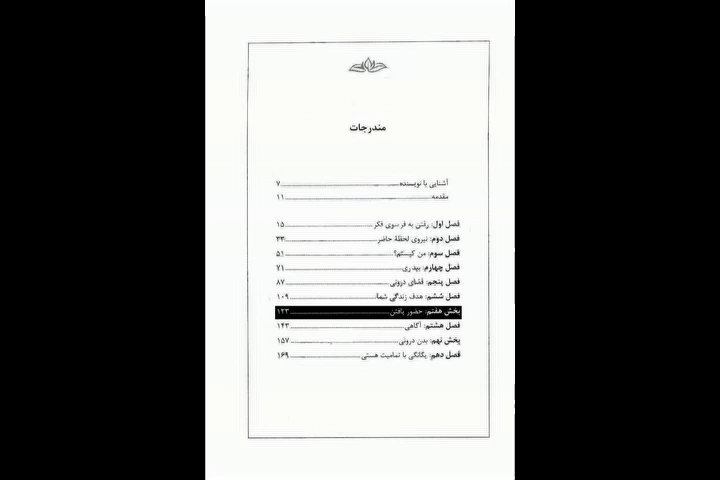 مندرجات
آشنایی با نویسنده ۷
مقدمه ۱۱
فصل اول: رفتن به فرسوی فکر ۱۵
فصل دوم: نیروی لحظهٔ حاضر ۳۳
فصل سوم: من کیستم؟ ۵۱
فصل چهارم: بیداری ۷۱
فصل پنجم: فضای درونی ۸۷
فصل ششم: هدف زندگی شما ۱۰۹
بخش هفتم: حضور یافتن ۱۲۳
فصل هشتم: آگاهی ۱۴۳
بخش نهم: بدن درونی ۱۵۷
فصل دهم: یگانگی با تمامیت هستی ۱۶۹